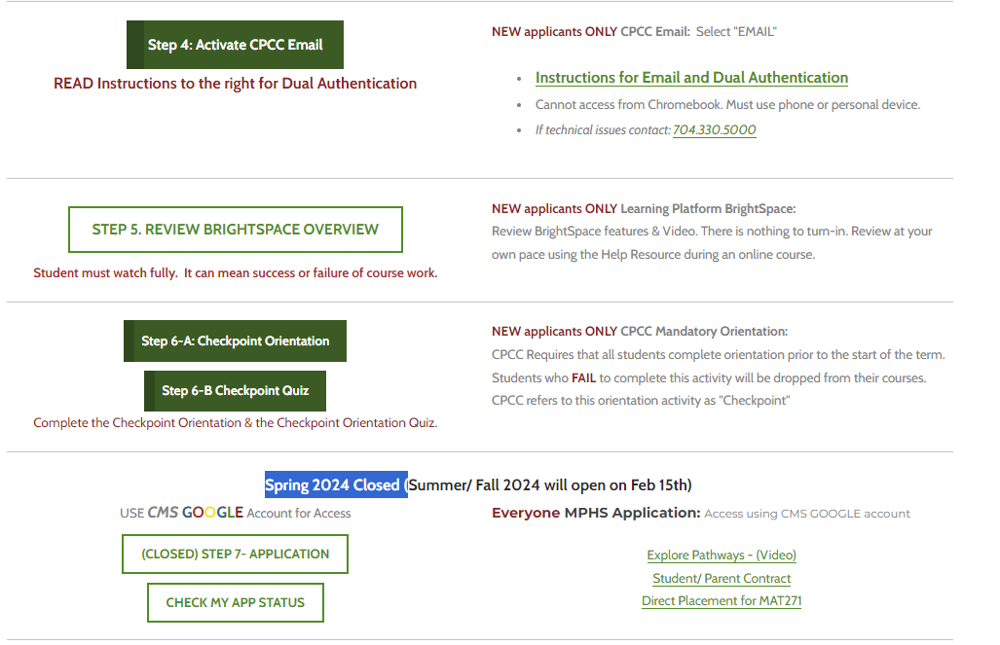 Step 4: Activate CPCC Email
READ Instructions to the right for Dual Authentication
NEW applicants ONLY CPCC Email: Select "EMAIL"
Instructions for Email and Dual Authentication
Cannot access from Chromebook. Must use phone or personal device.
If technical issues contact: 704.330.5000
STEP 5. REVIEW BRIGHTSPACE OVERVIEW
Student must watch fully. It can mean success or failure of course work.
NEW applicants ONLY Learning Platform BrightSpace:
Review BrightSpace features & Video. There is nothing to turn-in. Review at your
own pace using the Help Resource during an online course.
Step 6-A: Checkpoint Orientation
Step 6-B Checkpoint Quiz
Complete the Checkpoint Orientation & the Checkpoint Orientation Quiz.
NEW applicants ONLY CPCC Mandatory Orientation:
CPCC Requires that all students complete orientation prior to the start of the term.
Students who FAIL to complete this activity will be dropped from their courses.
CPCC refers to this orientation activity as "Checkpoint"
Spring 2024 Closed (Summer/ Fall 2024 will open on Feb 15th)
USE CMS GOOGLE Account for Access
(CLOSED) STEP 7- APPLICATION
CHECK MY APP STATUS
Everyone MPHS Application: Access using CMS GOOGLE account
Explore Pathways - (Video)
Student/ Parent Contract
Direct Placement for MAT271